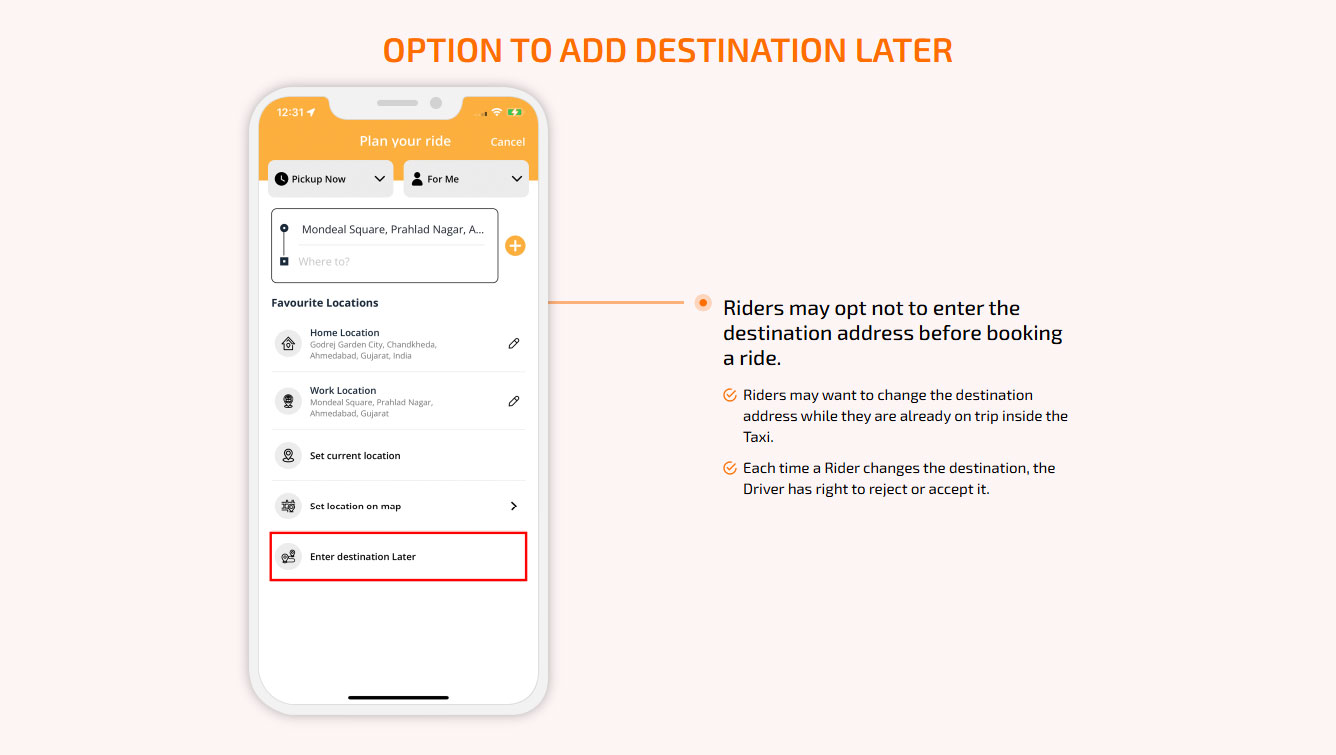 OPTION TO ADD DESTINATION LATER
12:31
Plan your ride
Cancel
Pickup Now
For Me
Mondeal Square, Prahlad Nagar, A...
Where to?
Favourite Locations
Home Location
Godrej Garden City, Chandkheda,
Ahmedabad, Gujarat, India
Work Location
Mondeal Square, Prahlad Nagar,
Ahmedabad, Gujarat
Set current location
Set location on map
Enter destination Later
Riders may opt not to enter the
destination address before booking
a ride.
Riders may want to change the destination
address while they are already on trip inside the
Taxi.
Each time a Rider changes the destination, the
Driver has right to reject or accept it.